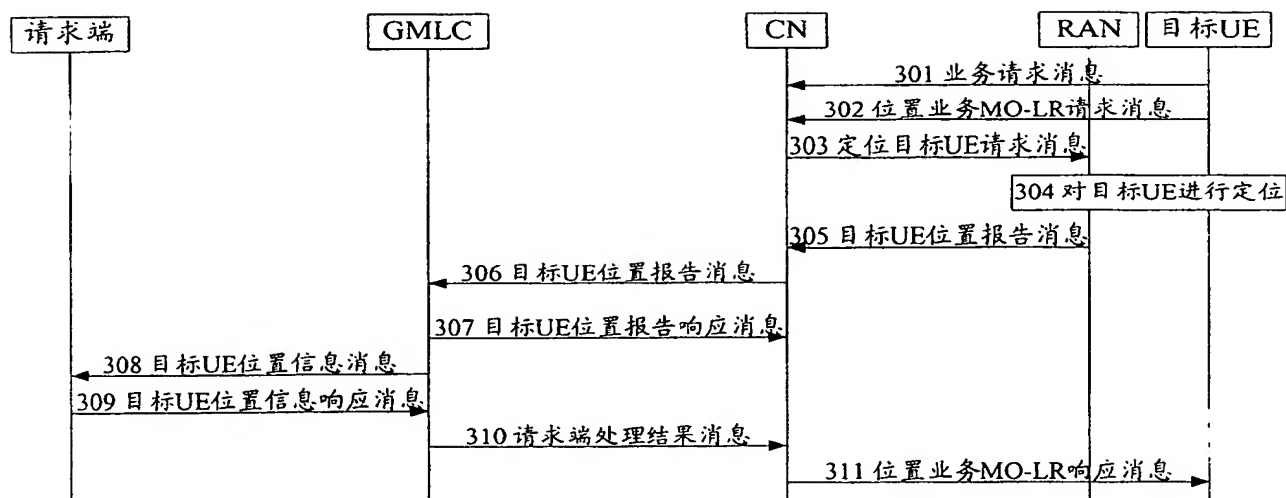 请求端 GMLC CN RAN 目标UE
301 业务请求消息
302 位置业务MO-LR请求消息
303 定位目标UE请求消息
304 对目标UE进行定位
305 目标UE位置报告消息
306 目标UE位置报告消息
307 目标UE位置报告响应消息
308 目标UE位置信息消息
309 目标UE位置信息响应消息
310 请求端处理结果消息
311 位置业务MO-LR响应消息